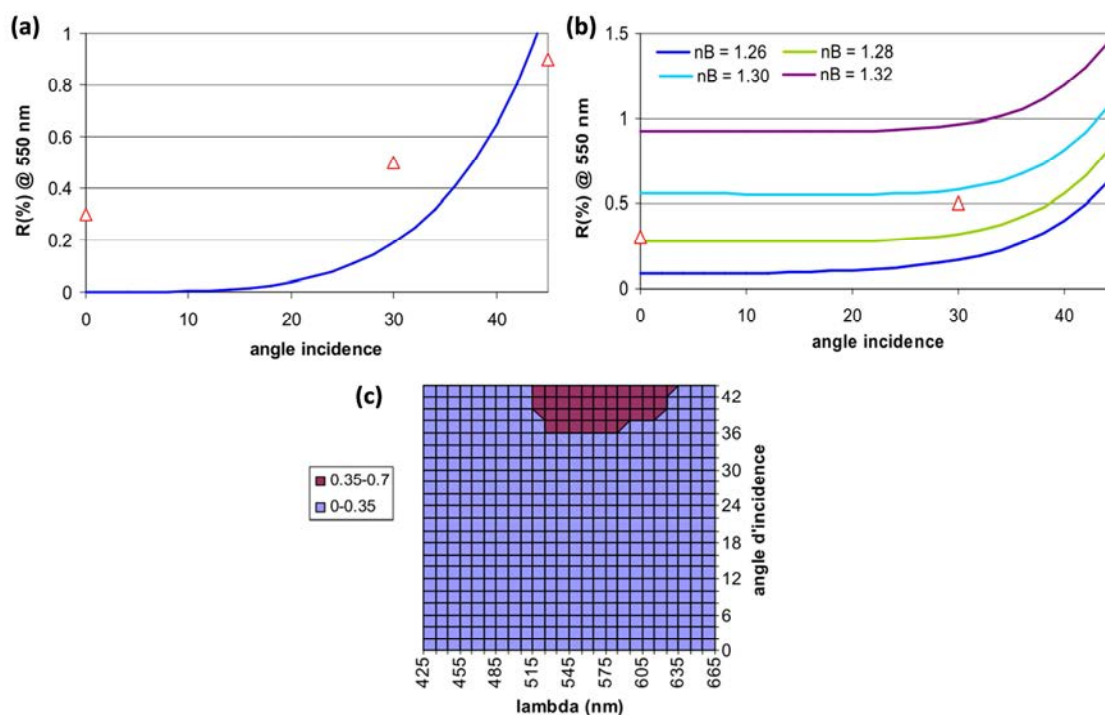 (a)
1
0.8
0.6
0.4
0.2
0
R(%) @ 550 nm
0 10 20 30 40
angle incidence
(b)
1.5
1
0.5
0
R(%) @ 550 nm
nB = 1.26 nB = 1.28
nB = 1.30 nB = 1.32
0 10 20 30 40
angle incidence
(c)
0.35-0.7
0-0.35
42
36
30
24
18
12
6
0
angle d'incidence
425 455 485 515 545 575 605 635 665
lambda (nm)